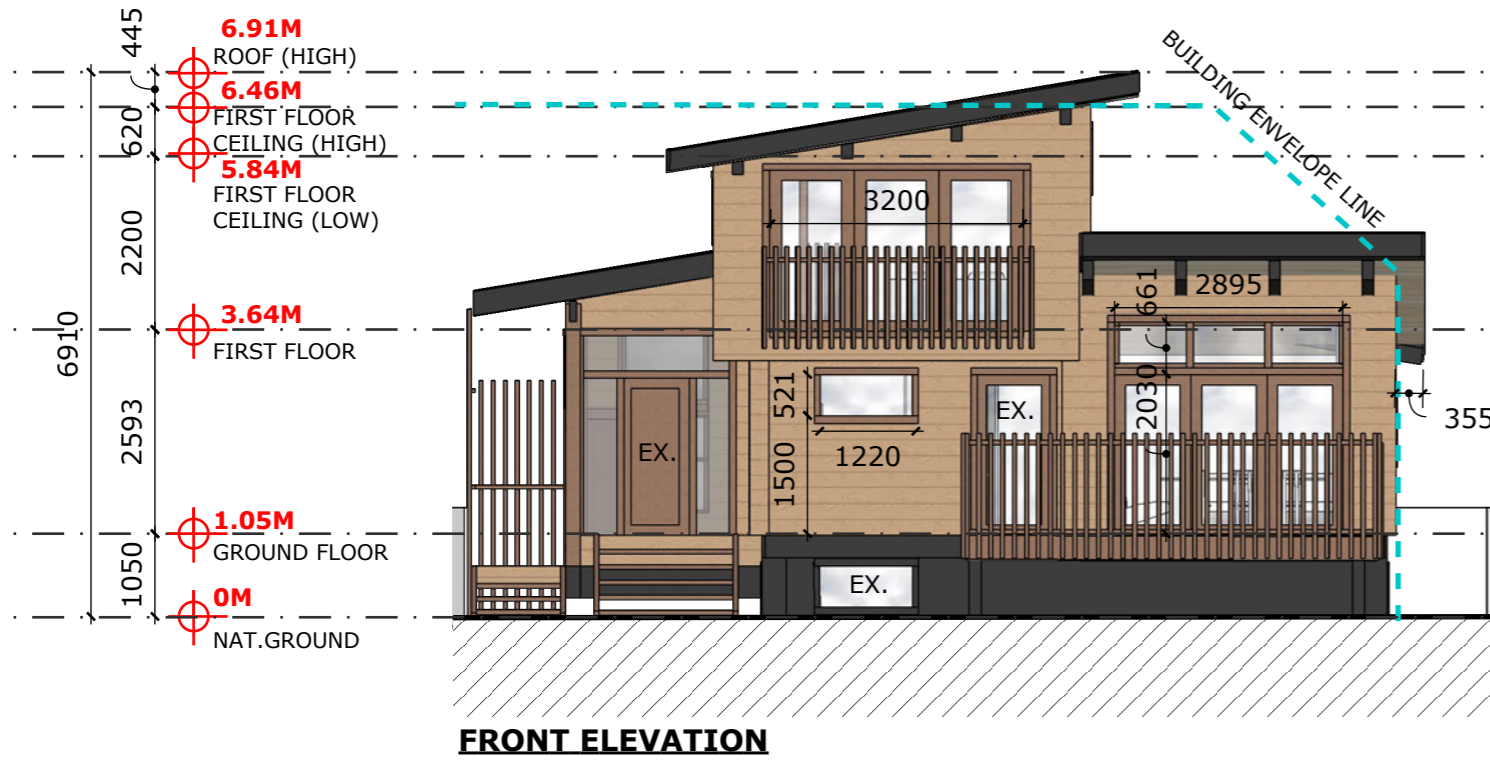 445
6.91M
ROOF (HIGH)
6.46M
FIRST FLOOR
CEILING (HIGH)
620
5.84M
FIRST FLOOR
CEILING (LOW)
2200
3.64M
FIRST FLOOR
6910
2593
1.05M
GROUND FLOOR
1050
0M
NAT.GROUND
BUILDING ENVELOPE LINE
3200
661
2895
521
1220
1500
EX.
EX.
2030
355
EX.
FRONT ELEVATION